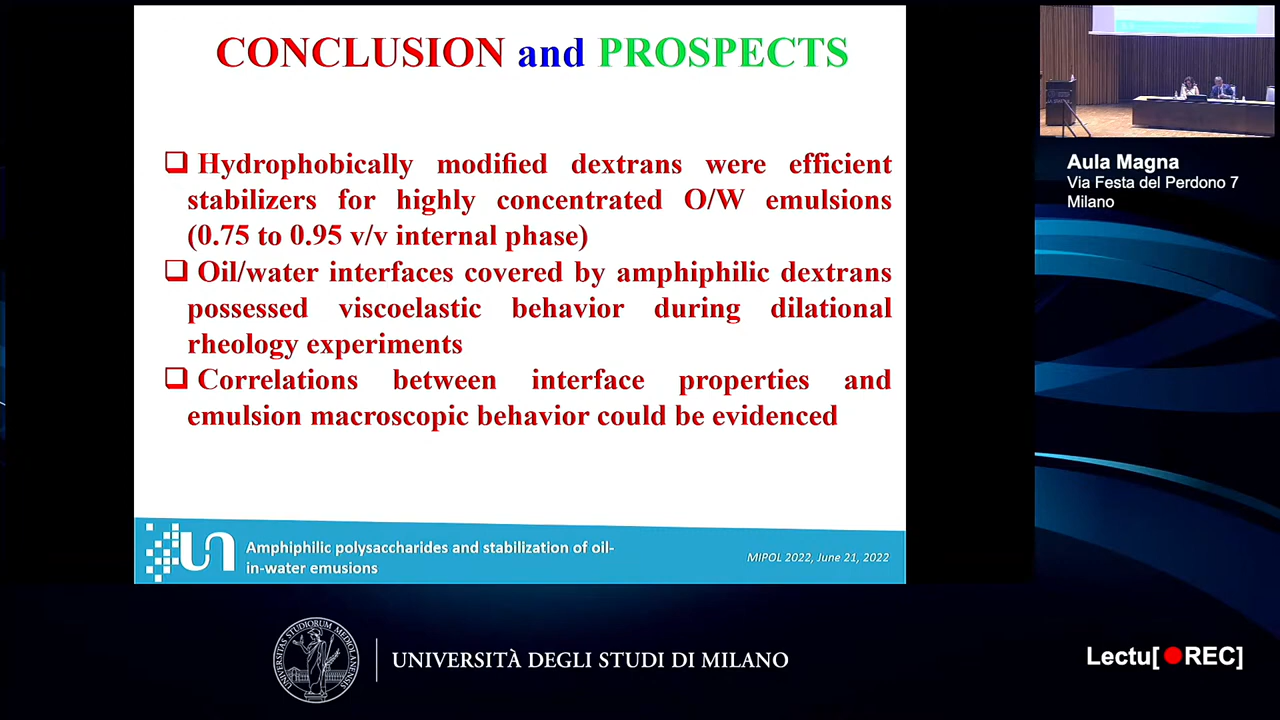 CONCLUSION and PROSPECTS
Hydrophobically modified dextrans were efficient
stabilizers for highly concentrated O/W emulsions
(0.75 to 0.95 v/v internal phase)
Oil/water interfaces covered by amphiphilic dextrans
possessed viscoelastic behavior during dilational
rheology experiments
Correlations between interface properties and
emulsion macroscopic behavior could be evidenced
un
Amphiphilic polysaccharides and stabilization of oil-
in-water emusions
MIPOL 2022, June 21, 2022
Aula Magna
Via Festa del Perdono 7
Milano
UNIVERSITÀ DEGLI STUDI DI MILANO
Lectu[REC]